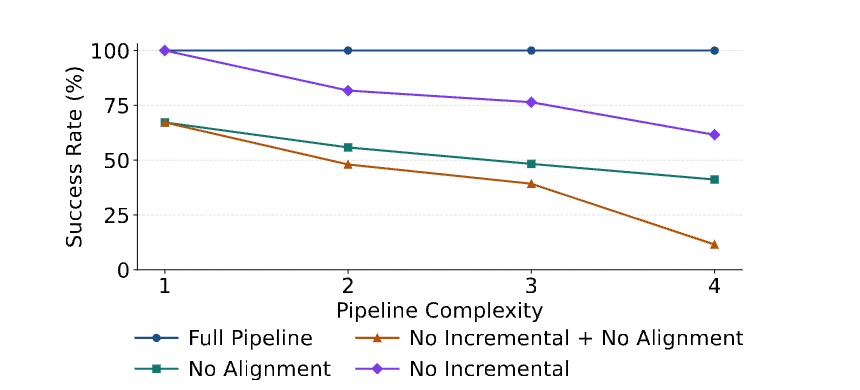 100
75
50
25
0
Success Rate (%)
1 2 3 4
Pipeline Complexity
Full Pipeline
No Incremental + No Alignment
No Alignment
No Incremental